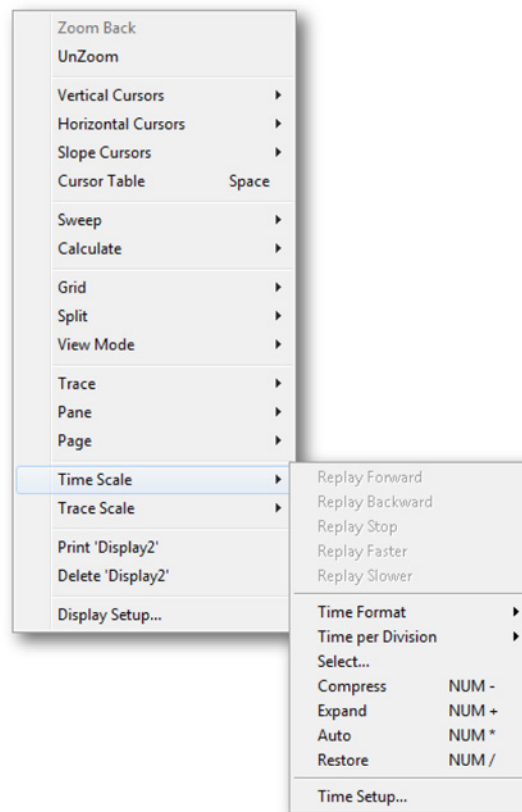 Zoom Back
UnZoom
Vertical Cursors
Horizontal Cursors
Slope Cursors
Cursor Table Space
Sweep
Calculate
Grid
Split
View Mode
Trace
Pane
Page
Time Scale
Trace Scale
Print 'Display2'
Delete 'Display2'
Display Setup...
Replay Forward
Replay Backward
Replay Stop
Replay Faster
Replay Slower
Time Format
Time per Division
Select...
Compress NUM -
Expand NUM +
Auto NUM *
Restore NUM /
Time Setup...